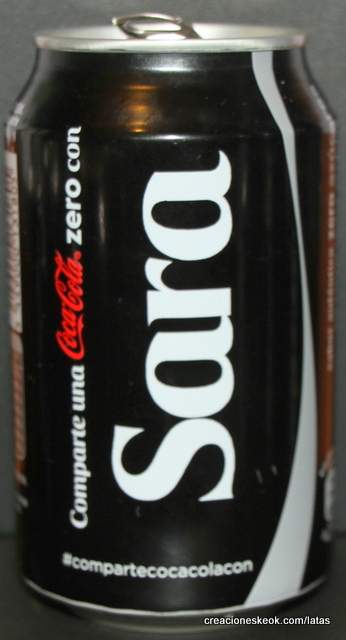 Comparte una Coca-Cola zero con
Sara
#compartecocacolacon
creacioneskeok.com/latas